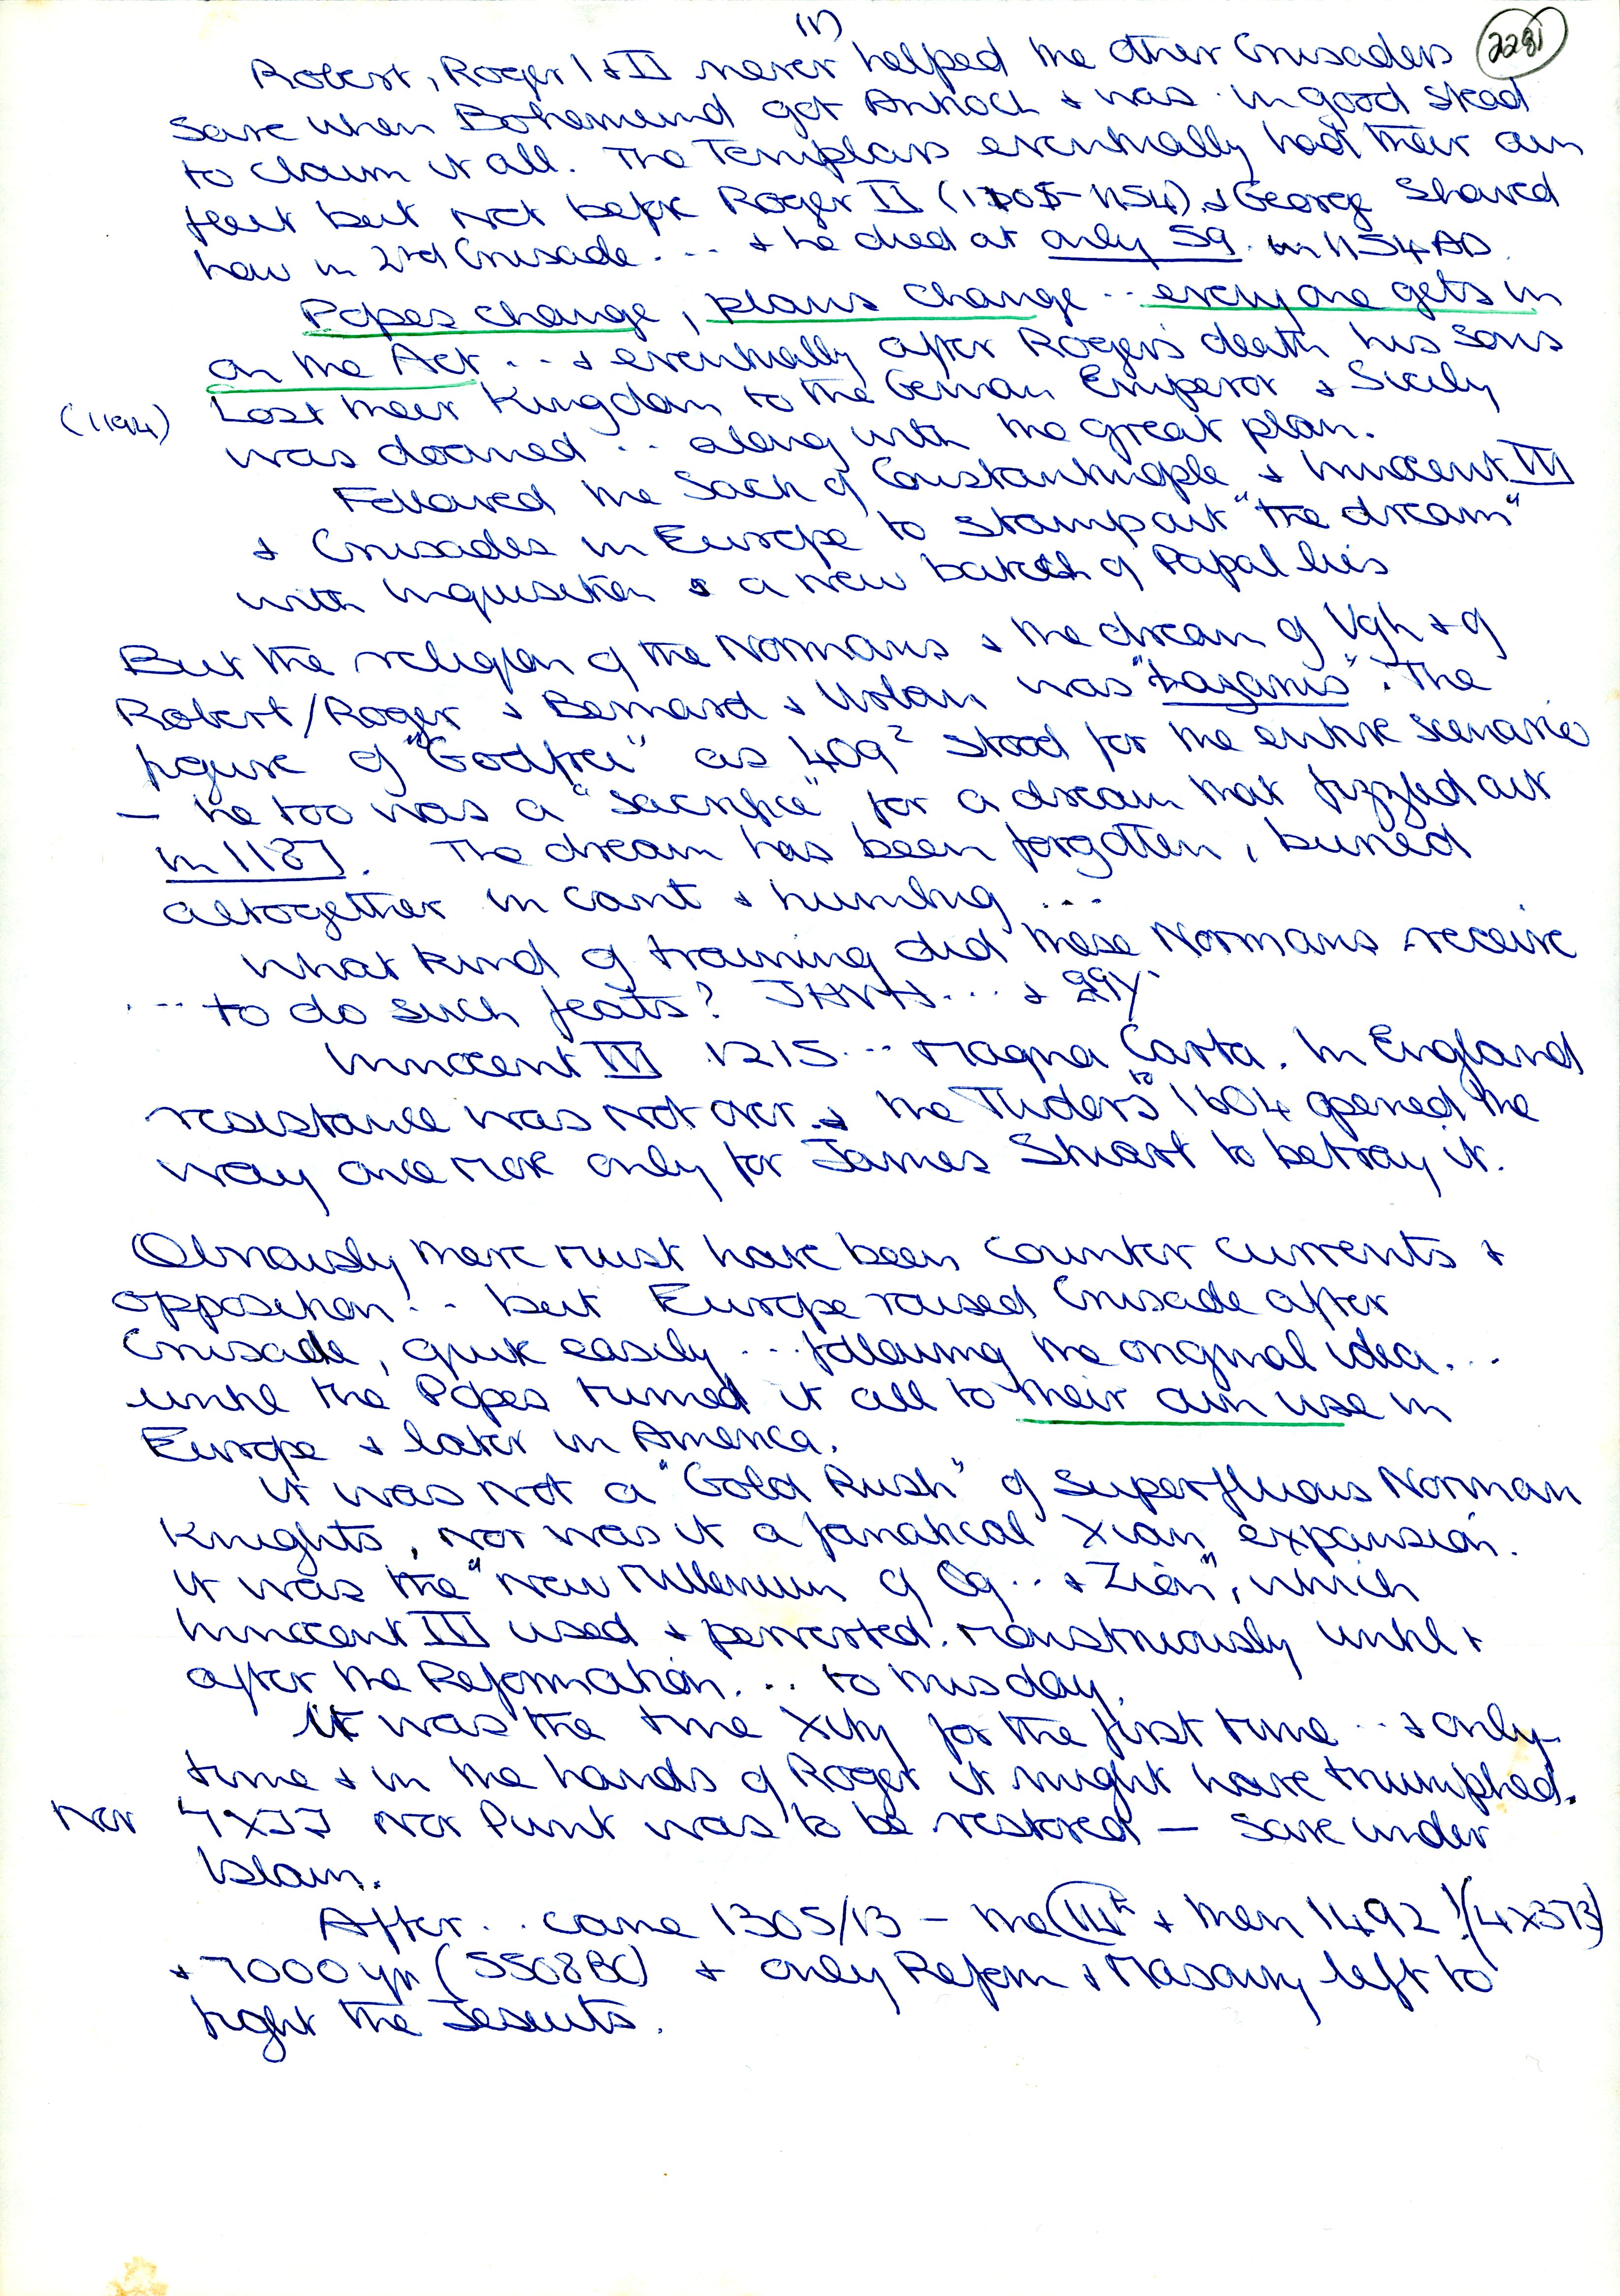 (11)
2281
Robert, Roger I + II never helped the other Crusaders
save when Bohemund got Antioch + was in good stead
to claim it all. The Templars eventually had their own
fleet but not before Roger II (1105-1154) + George shared
how in 2nd Crusade... + he died at only 59 in 1154 AD.
Popes change, plans change .. everyone gets in
on the Act... + eventually after Roger's death his sons
(1194) Lost their Kingdom to the German Emperor + Sicily
was doomed .. along with the great plan.
Followed the Sack of Constantinople + Innocent III
+ Crusades in Europe to stamp out "the dream"
with inquisition + a new batch of Papal lies
But the religion of the Normans + the dream of Vgh + of
Robert/Roger + Bernard + Urban was . The
figure of "Godfrei" as 409² stood for the entire scenario
— he too was a "sacrifice" for a dream that fizzled out
in 1187. The dream has been forgotten, buried
altogether in cant + humbug ...
What kind of training did these Normans receive
... to do such feats? JHVH... + 
Innocent III 1215 ... Magna Carta. In England
resistance was not over + the Tudors to 1604 opened the
way once more only for James Stuart to betray it.
Obviously there must have been counter currents +
opposition!.. but Europe raised Crusade after
Crusade, quite easily ... following the original idea...
until the Popes turned it all to their own use in
Europe + later in America.
It was not a "Gold Rush" of superfluous Norman
Knights, nor was it a fanatical Xian expansion.
It was the "New Millenium of Og .. + Zion", which
Innocent III used + perverted monstruously until +
after the Reformation... to this day.
It was the time Xity for the first time .. + only
time + in the hands of Roger it might have triumphed.
Nor nor Punt was to be restored — save under
Islam.
After .. came 1305/13 — the + then 1492! (4x373)
+ 7000 yr (5508 BC) + only Reform + Masonry left to
fight the Jesuits.